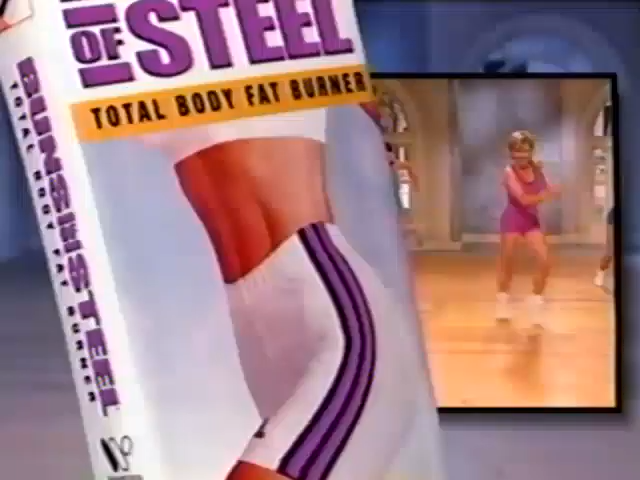 OF STEEL
TOTAL BODY FAT BURNER
BUNS OF STEEL
TOTAL BODY FAT BURNER